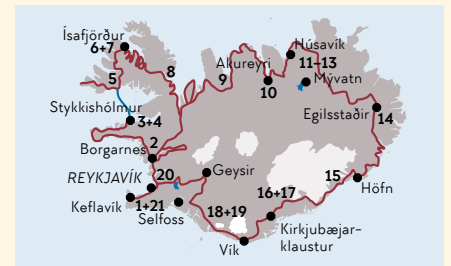 Ísafjörður
6+7
5
8
9
Akureyri
10
Húsavík
11–13
Mývatn
Stykkishólmur
3+4
Egilsstaðir
14
Borgarnes
2
REYKJAVÍK
20
Geysir
Keflavík
1+21
Selfoss
18+19
16+17
15
Höfn
Kirkjubæjar-
klaustur
Vík